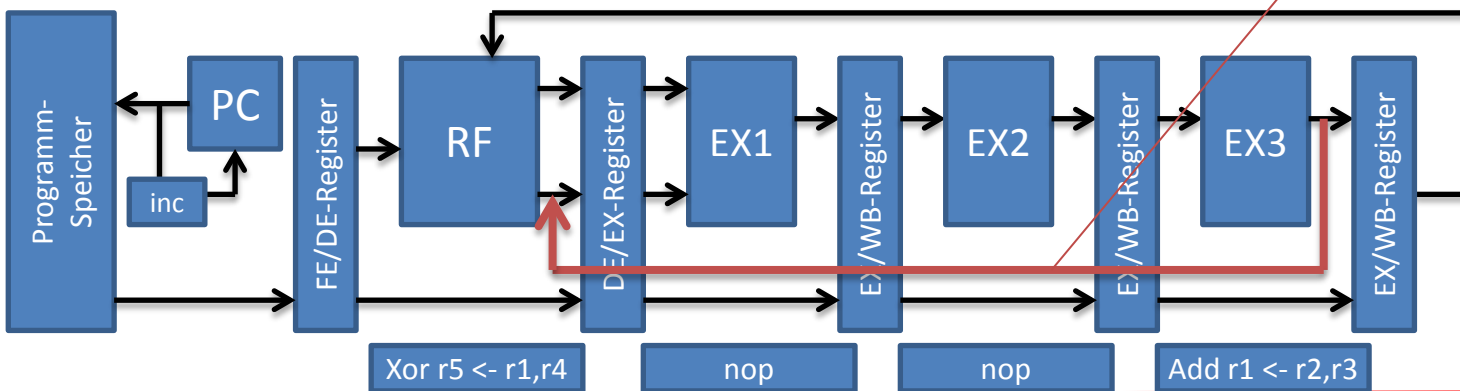 Programm-
Speicher
PC
inc
FE/DE-Register
RF
DE/EX-Register
EX1
EX/WB-Register
EX2
EX/WB-Register
EX3
EX/WB-Register
Xor r5 <- r1,r4
nop
nop
Add r1 <- r2,r3